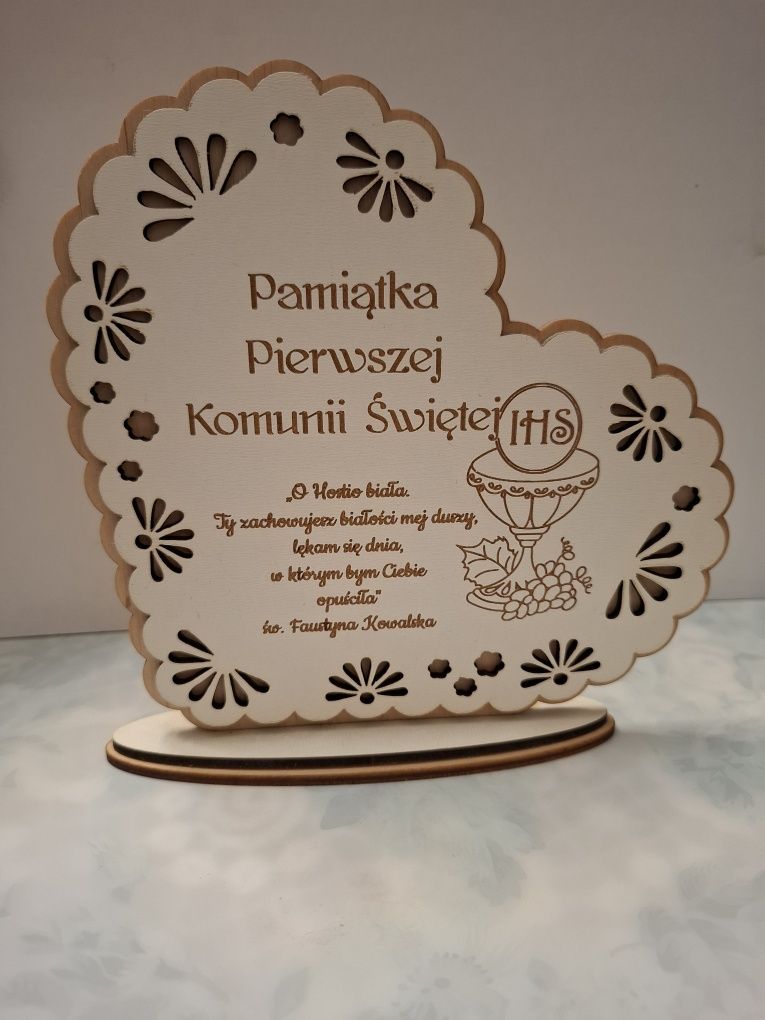 Pamiątka
Pierwszej
Komunii Świętej
IHS
„O Hostio biała.
Ty zachowujesz białości mej duszy,
lękam się dnia,
w którym bym Ciebie
opuściła"
św. Faustyna Kowalska